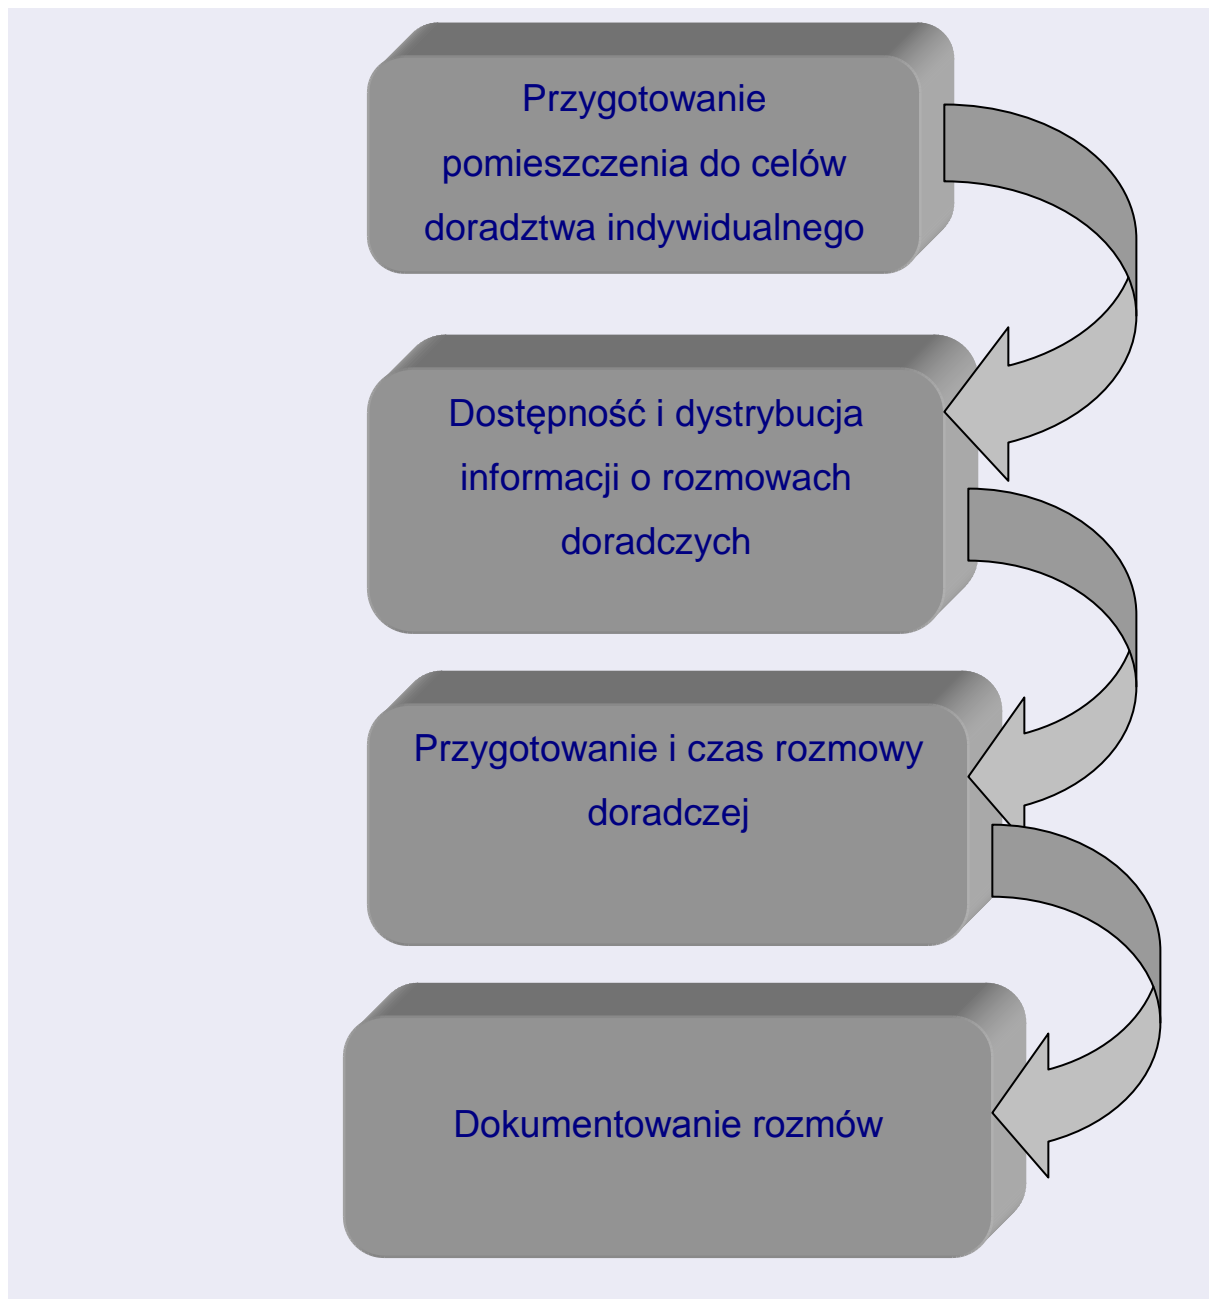 Przygotowanie
pomieszczenia do celów
doradztwa indywidualnego
Dostępność i dystrybucja
informacji o rozmowach
doradczych
Przygotowanie i czas rozmowy
doradczej
Dokumentowanie rozmów